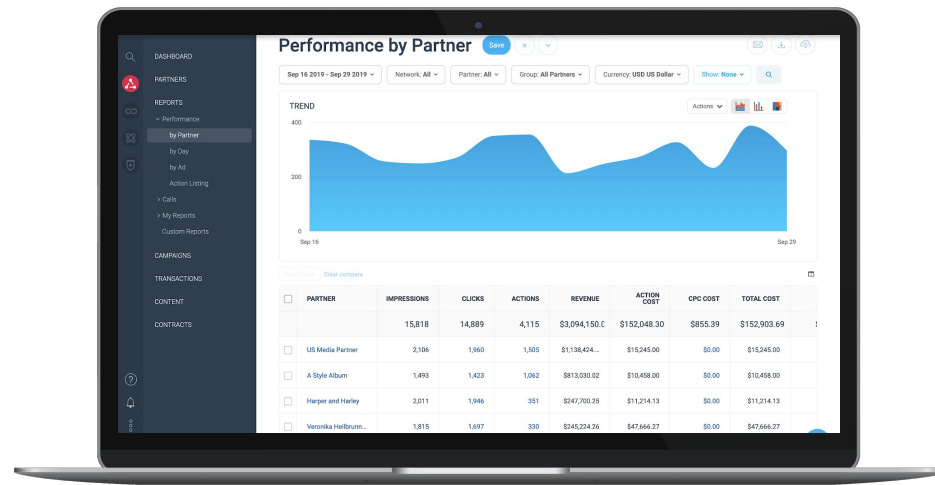 Performance by Partner Save
DASHBOARD
PARTNERS
REPORTS
Performance
by Partner
by Day
by Ad
Action Listing
Calls
My Reports
Custom Reports
CAMPAIGNS
TRANSACTIONS
CONTENT
CONTRACTS
Sep 16 2019 - Sep 29 2019 Network: All Partner: All Group: All Partners Currency: USD US Dollar Show: None
TREND Actions
400
200
0
Sep 16 Sep 29
Clear compare
PARTNER IMPRESSIONS CLICKS ACTIONS REVENUE ACTION COST CPC COST TOTAL COST
15,818 14,889 4,115 $3,094,150.0 $152,048.30 $855.39 $152,903.69
US Media Partner 2,106 1,960 1,505 $1,138,424... $15,245.00 $0.00 $15,245.00
A Style Album 1,493 1,423 1,062 $813,030.02 $10,458.00 $0.00 $10,458.00
Harper and Harley 2,011 1,946 351 $247,700.25 $11,214.13 $0.00 $11,214.13
Veronika Heilbrunn... 1,815 1,697 330 $245,224.26 $47,666.27 $0.00 $47,666.27